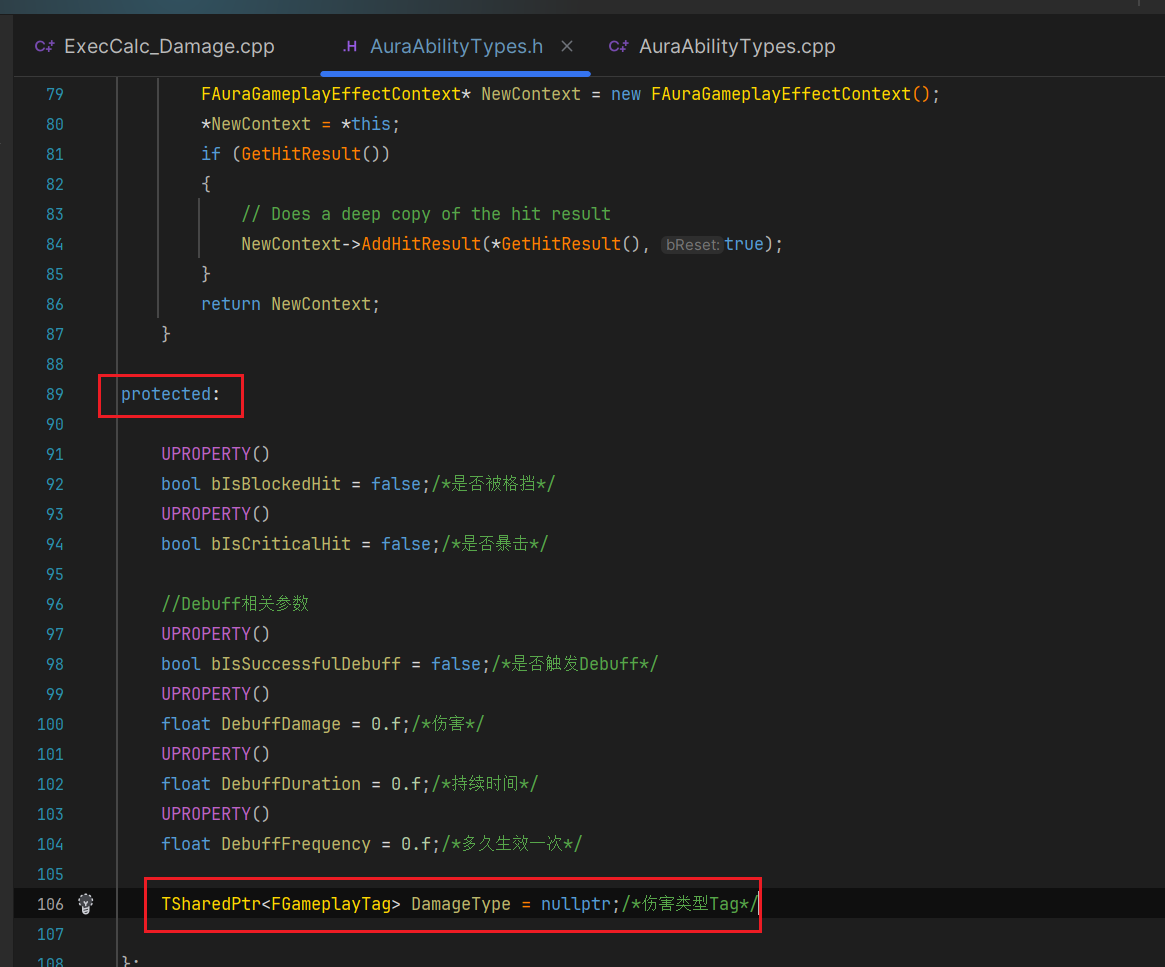 ExecCalc_Damage.cpp .H AuraAbilityTypes.h AuraAbilityTypes.cpp
79 FAuraGameplayEffectContext* NewContext = new FAuraGameplayEffectContext();
80 *NewContext = *this;
81 if (GetHitResult())
82 {
83 // Does a deep copy of the hit result
84 NewContext->AddHitResult(*GetHitResult(), bReset: true);
85 }
86 return NewContext;
87 }
88
89 protected:
90
91 UPROPERTY()
92 bool bIsBlockedHit = false;/*是否被格挡*/
93 UPROPERTY()
94 bool bIsCriticalHit = false;/*是否暴击*/
95
96 //Debuff相关参数
97 UPROPERTY()
98 bool bIsSuccessfulDebuff = false;/*是否触发Debuff*/
99 UPROPERTY()
100 float DebuffDamage = 0.f;/*伤害*/
101 UPROPERTY()
102 float DebuffDuration = 0.f;/*持续时间*/
103 UPROPERTY()
104 float DebuffFrequency = 0.f;/*多久生效一次*/
105
106 TSharedPtr<FGameplayTag> DamageType = nullptr;/*伤害类型Tag*/
107
108 };